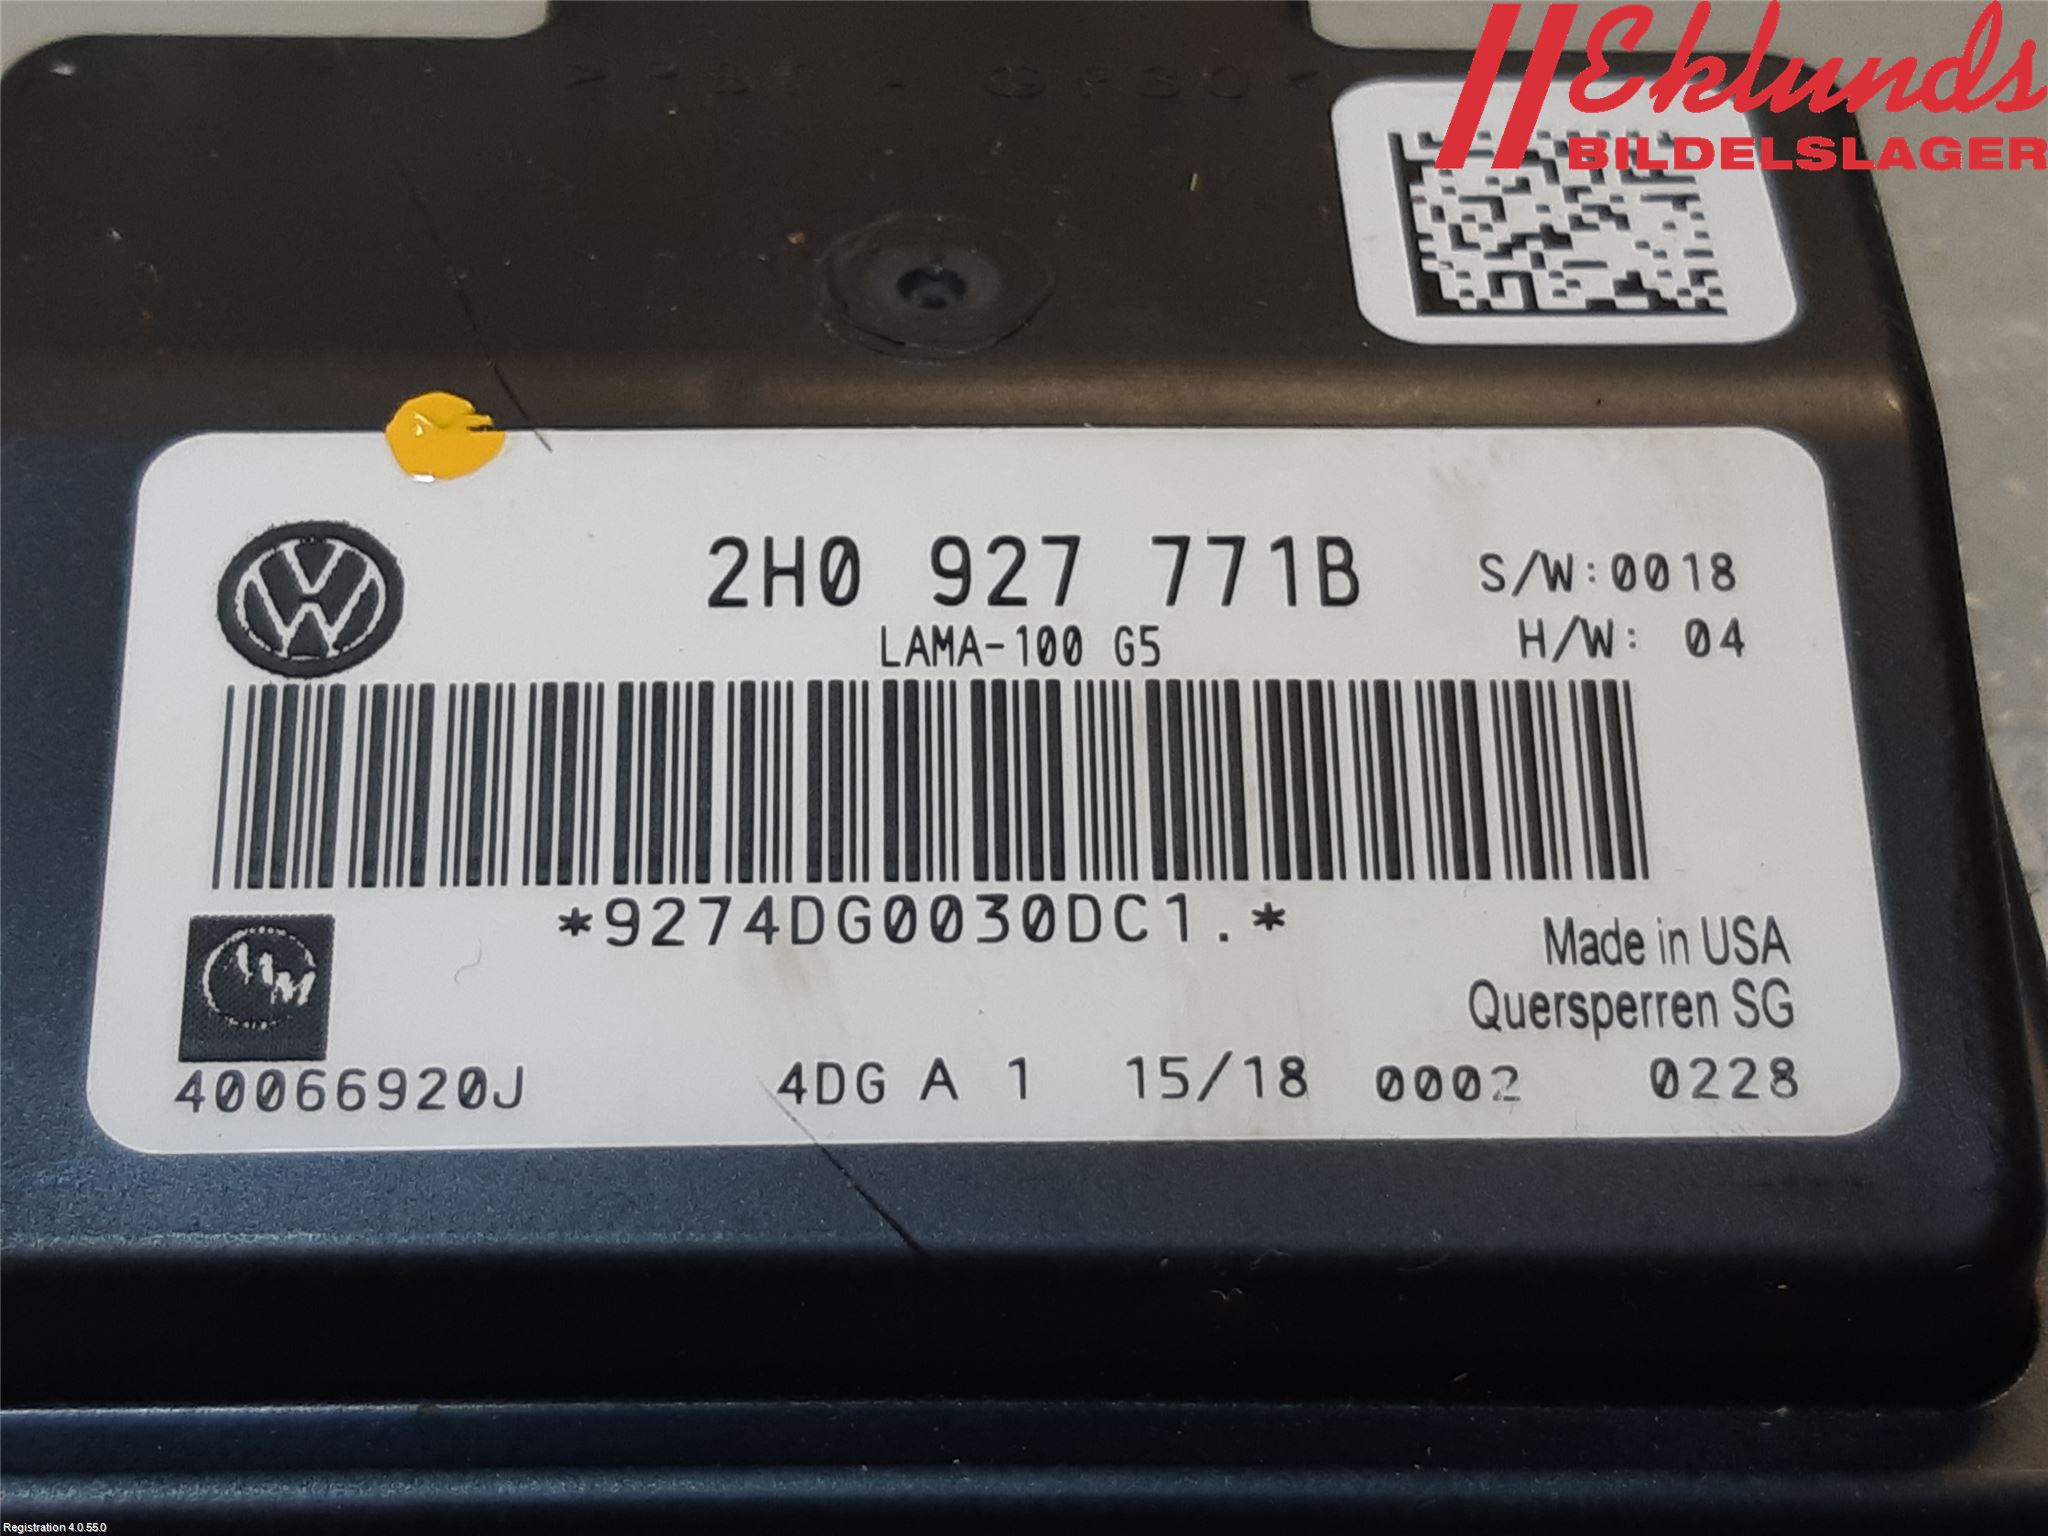 Eklunds
BILDELSLAGER
2H0 927 771B
S/W:0018
LAMA-100 G5
H/W: 04
*9274DG0030DC1.*
Made in USA
Quersperren SG
40066920J 4DG A 1 15/18 0002 0228
Registration 4.0.55.0